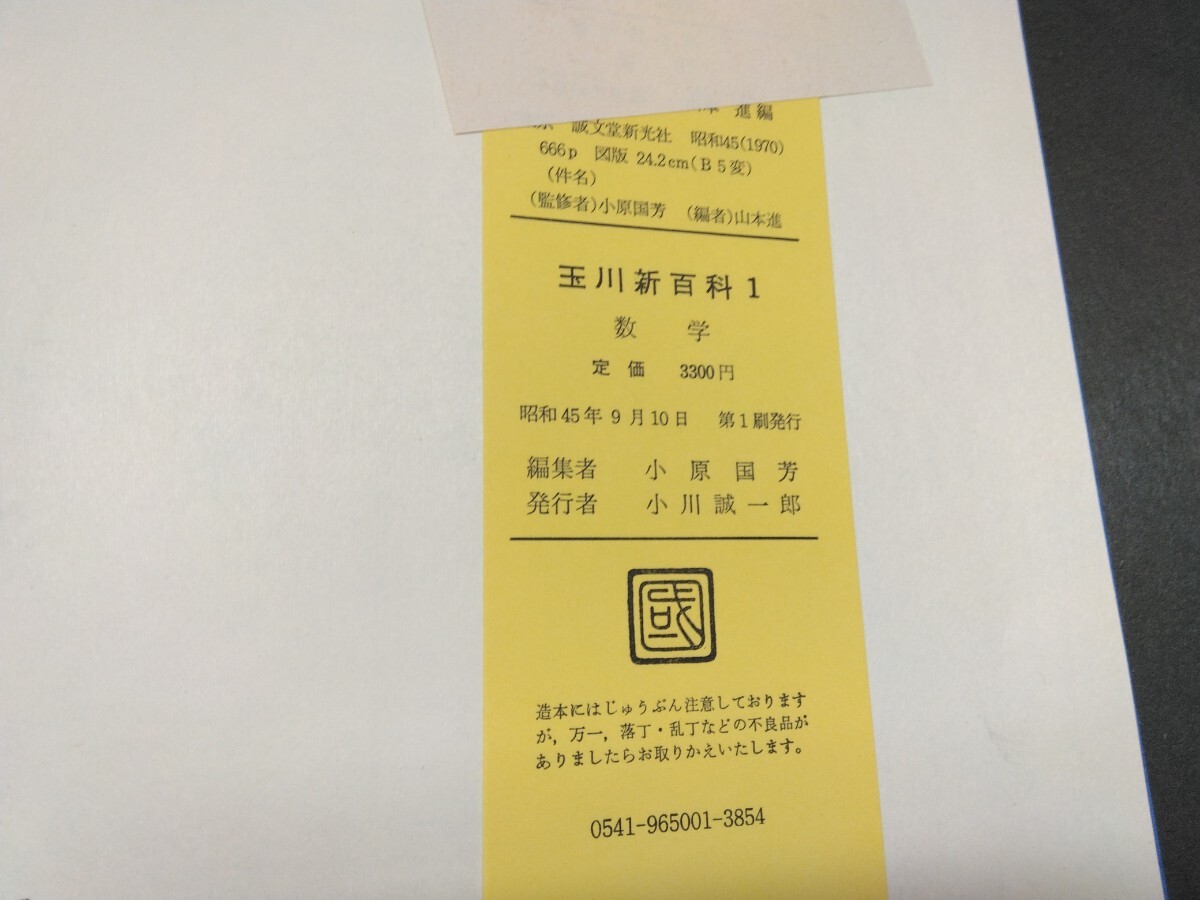 進編
誠文堂新光社 昭和45(1970)
666p 図版 24.2cm(B5変)
(件名)
(監修者)小原国芳 (編者)山本進
玉川新百科1
数 学
定 価 3300円
昭和45年9月10日 第1刷発行
編集者 小原国芳
発行者 小川誠一郎
國
造本にはじゅうぶん注意しております
が,万一,落丁・乱丁などの不良品が
ありましたらお取りかえいたします。
0541-965001-3854